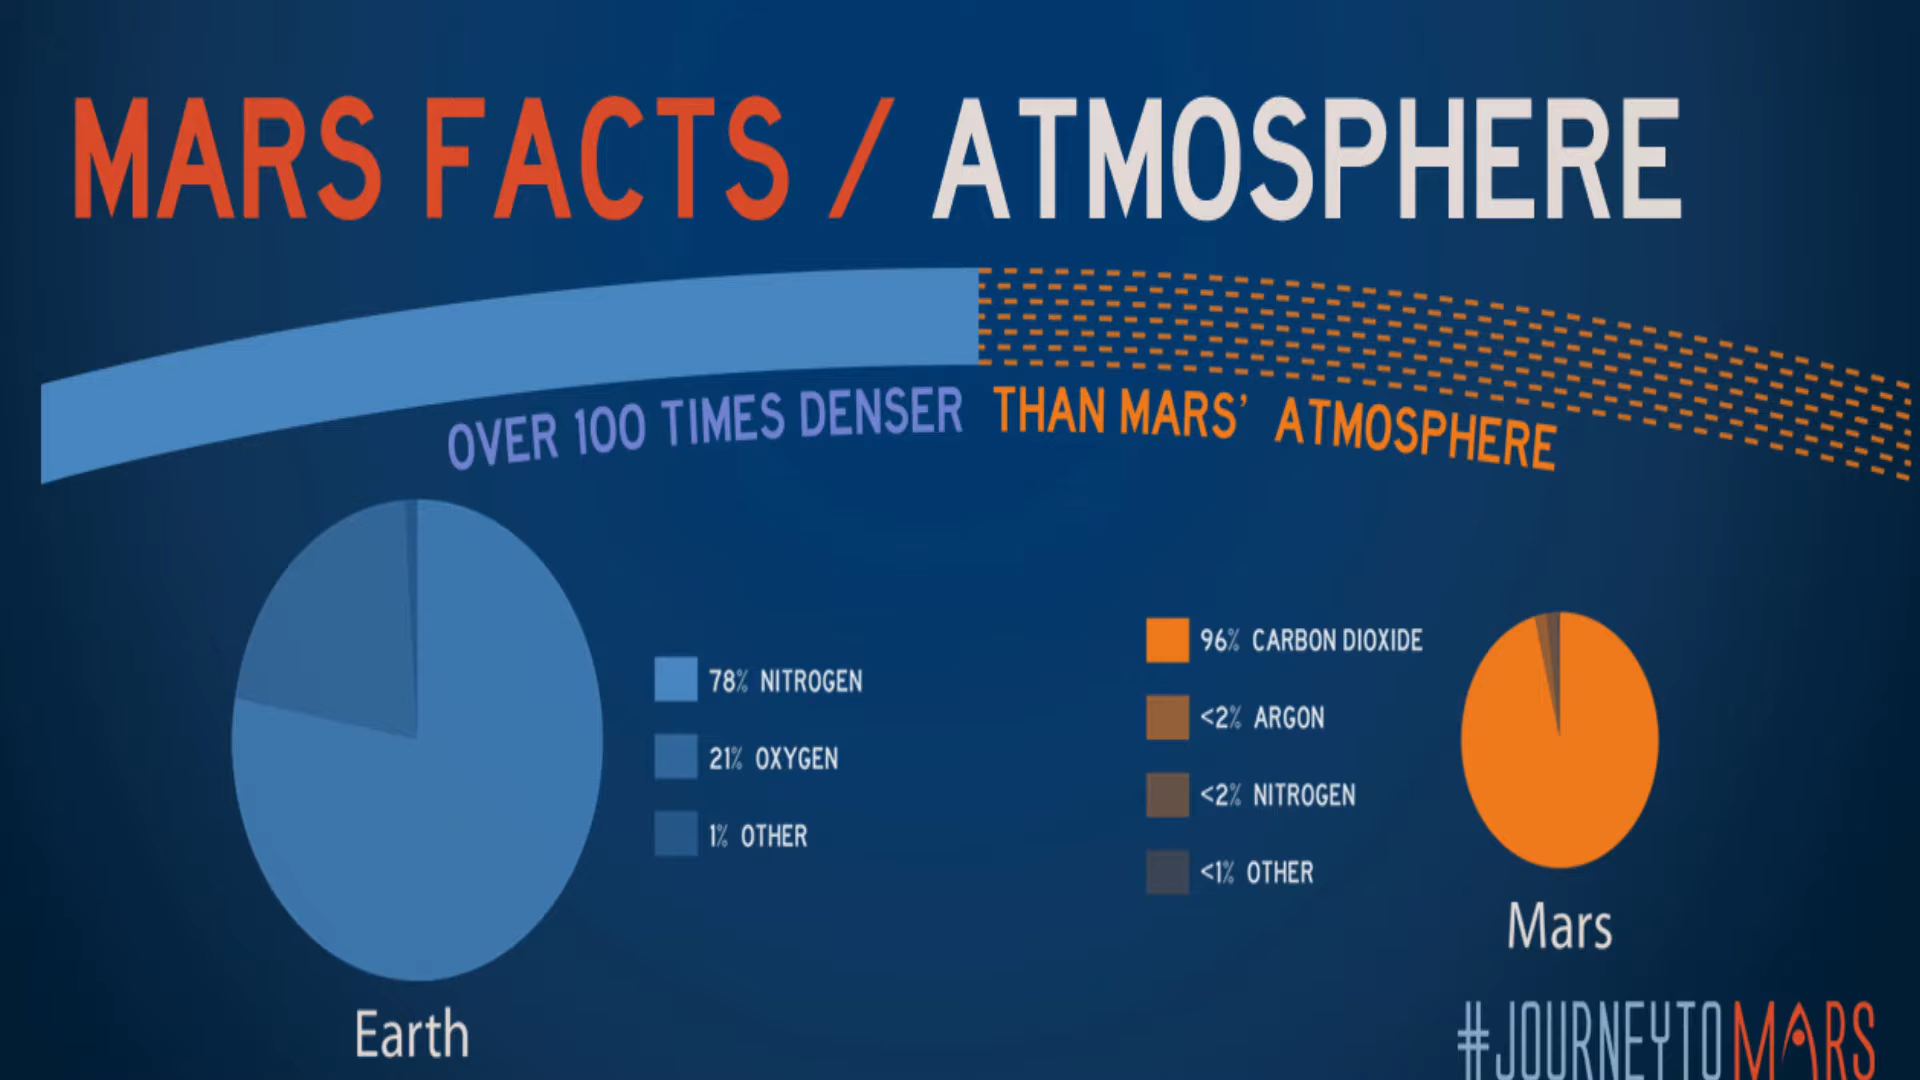 MARS FACTS / ATMOSPHERE
OVER 100 TIMES DENSER THAN MARS' ATMOSPHERE
78% NITROGEN
21% OXYGEN
1% OTHER
Earth
96% CARBON DIOXIDE
<2% ARGON
<2% NITROGEN
<1% OTHER
Mars
#JOURNEYTOMARS